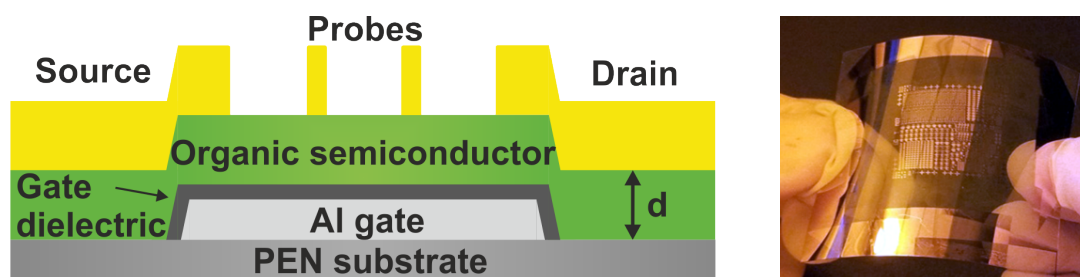 Probes
Source
Drain
Organic semiconductor
Gate
dielectric
Al gate
d
PEN substrate